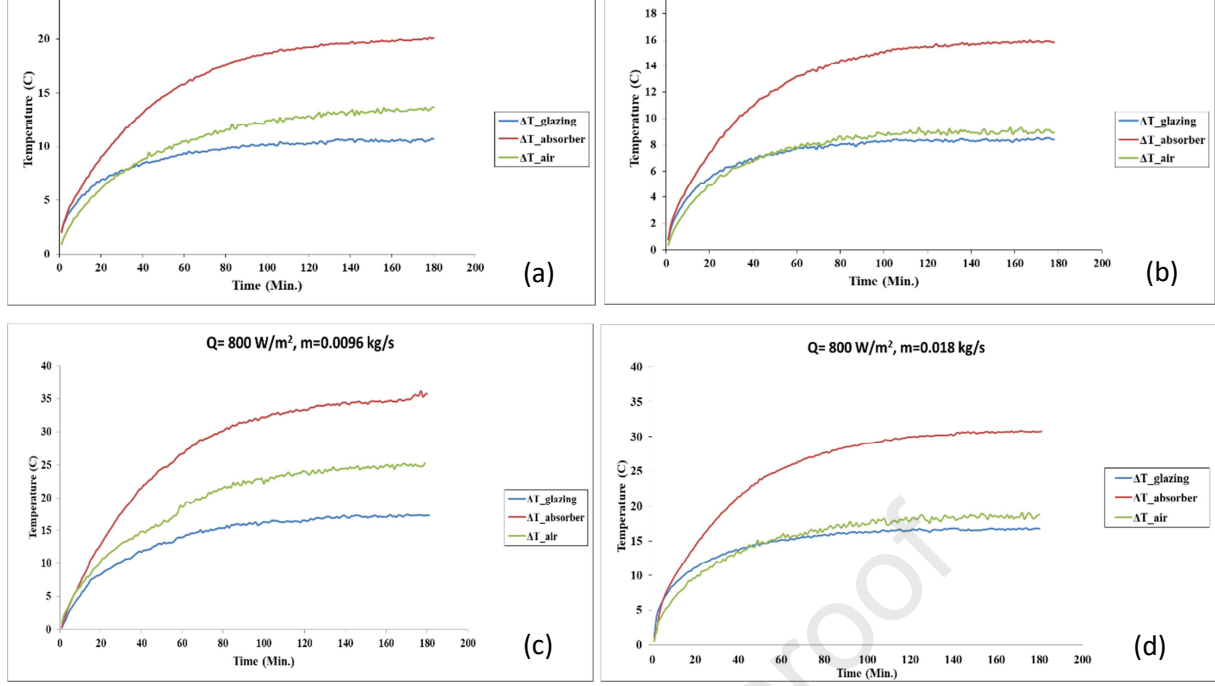 20
15
10
5
0
Temperature (C)
0 20 40 60 80 100 120 140 160 180 200
Time (Min.)
ΔT_glazing
ΔT_absorber
ΔT_air
(a)
18
16
14
12
10
8
6
4
2
0
Temperature (C)
0 20 40 60 80 100 120 140 160 180 200
Time (Min.)
ΔT_glazing
ΔT_absorber
ΔT_air
(b)
Q= 800 W/m², m=0.0096 kg/s
40
35
30
25
20
15
10
5
0
Temperature (C)
0 20 40 60 80 100 120 140 160 180 200
Time (Min.)
ΔT_glazing
ΔT_absorber
ΔT_air
(c)
Q= 800 W/m², m=0.018 kg/s
40
35
30
25
20
15
10
5
0
Temperature (C)
0 20 40 60 80 100 120 140 160 180 200
Time (Min.)
ΔT_glazing
ΔT_absorber
ΔT_air
(d)
proof